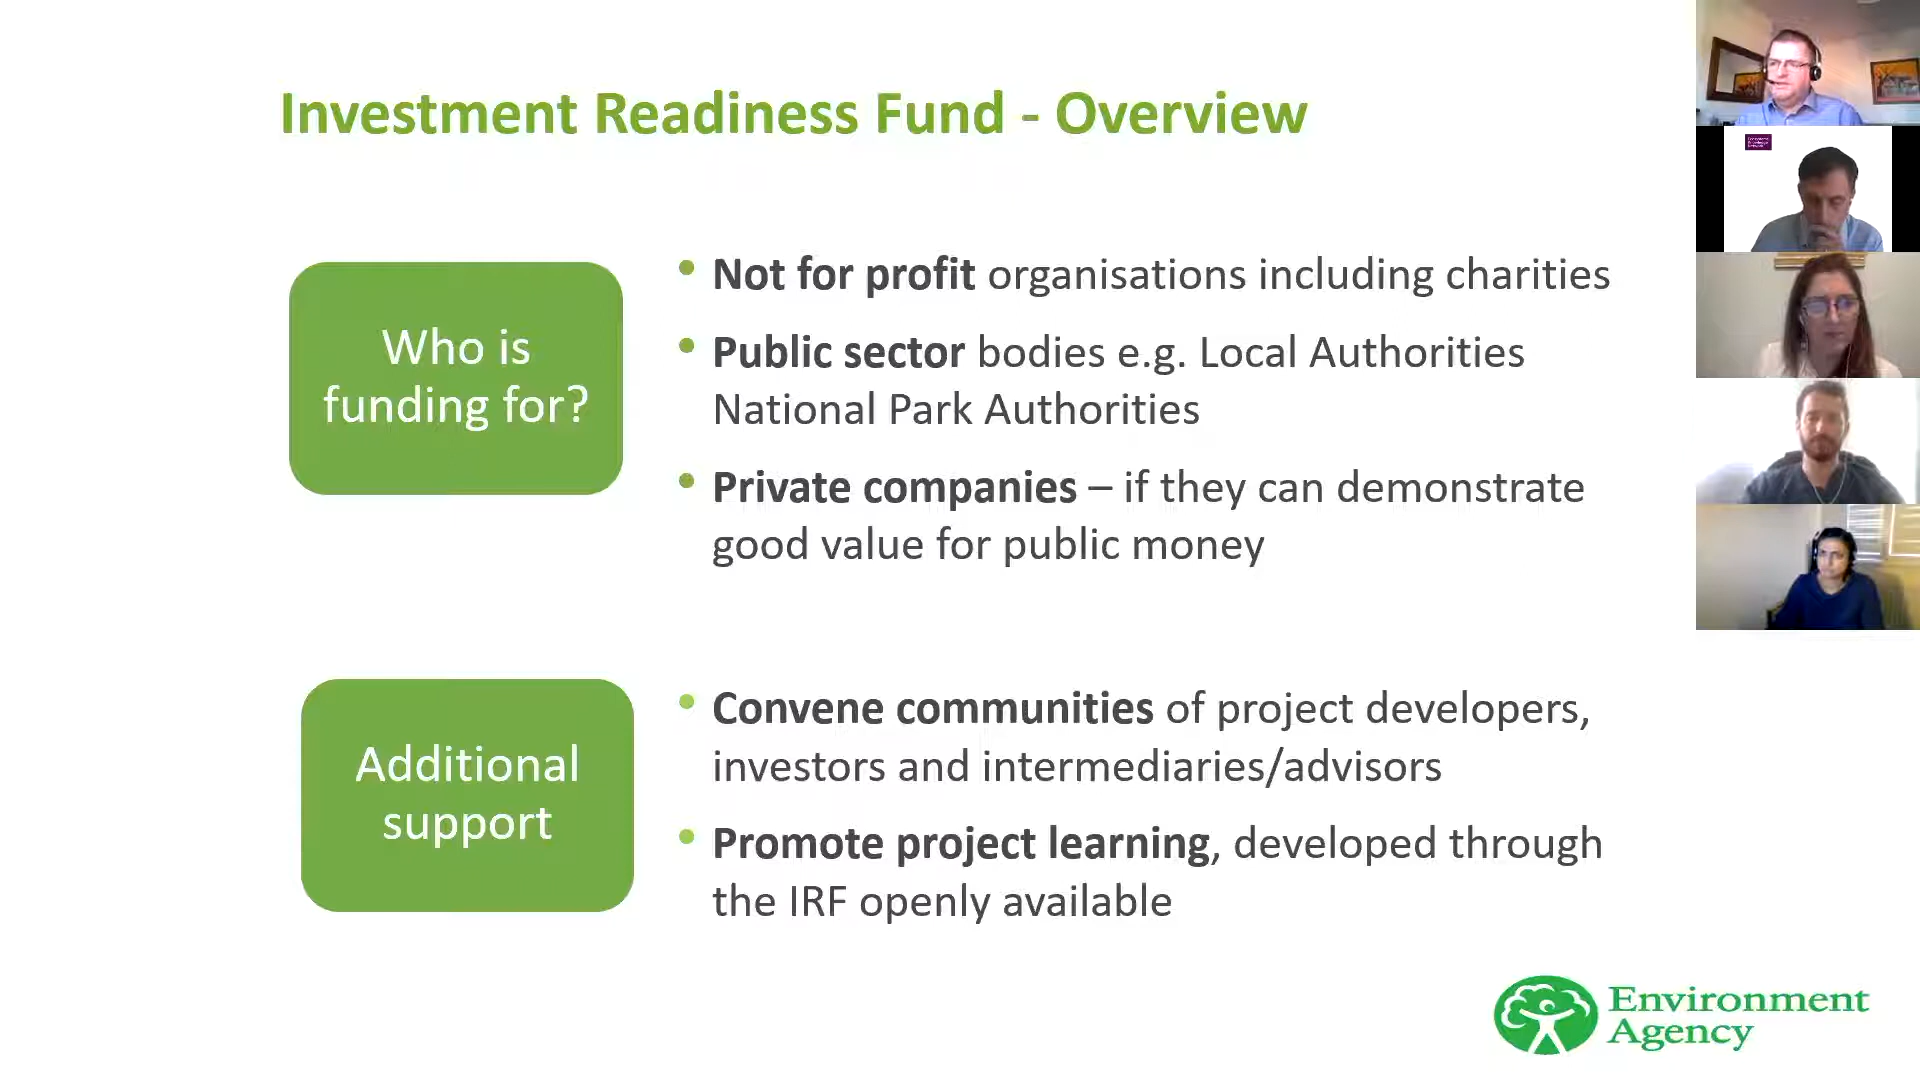 Investment Readiness Fund - Overview
Who is
funding for?
• Not for profit organisations including charities
• Public sector bodies e.g. Local Authorities
National Park Authorities
• Private companies – if they can demonstrate
good value for public money
Additional
support
• Convene communities of project developers,
investors and intermediaries/advisors
• Promote project learning, developed through
the IRF openly available
Environment
Agency